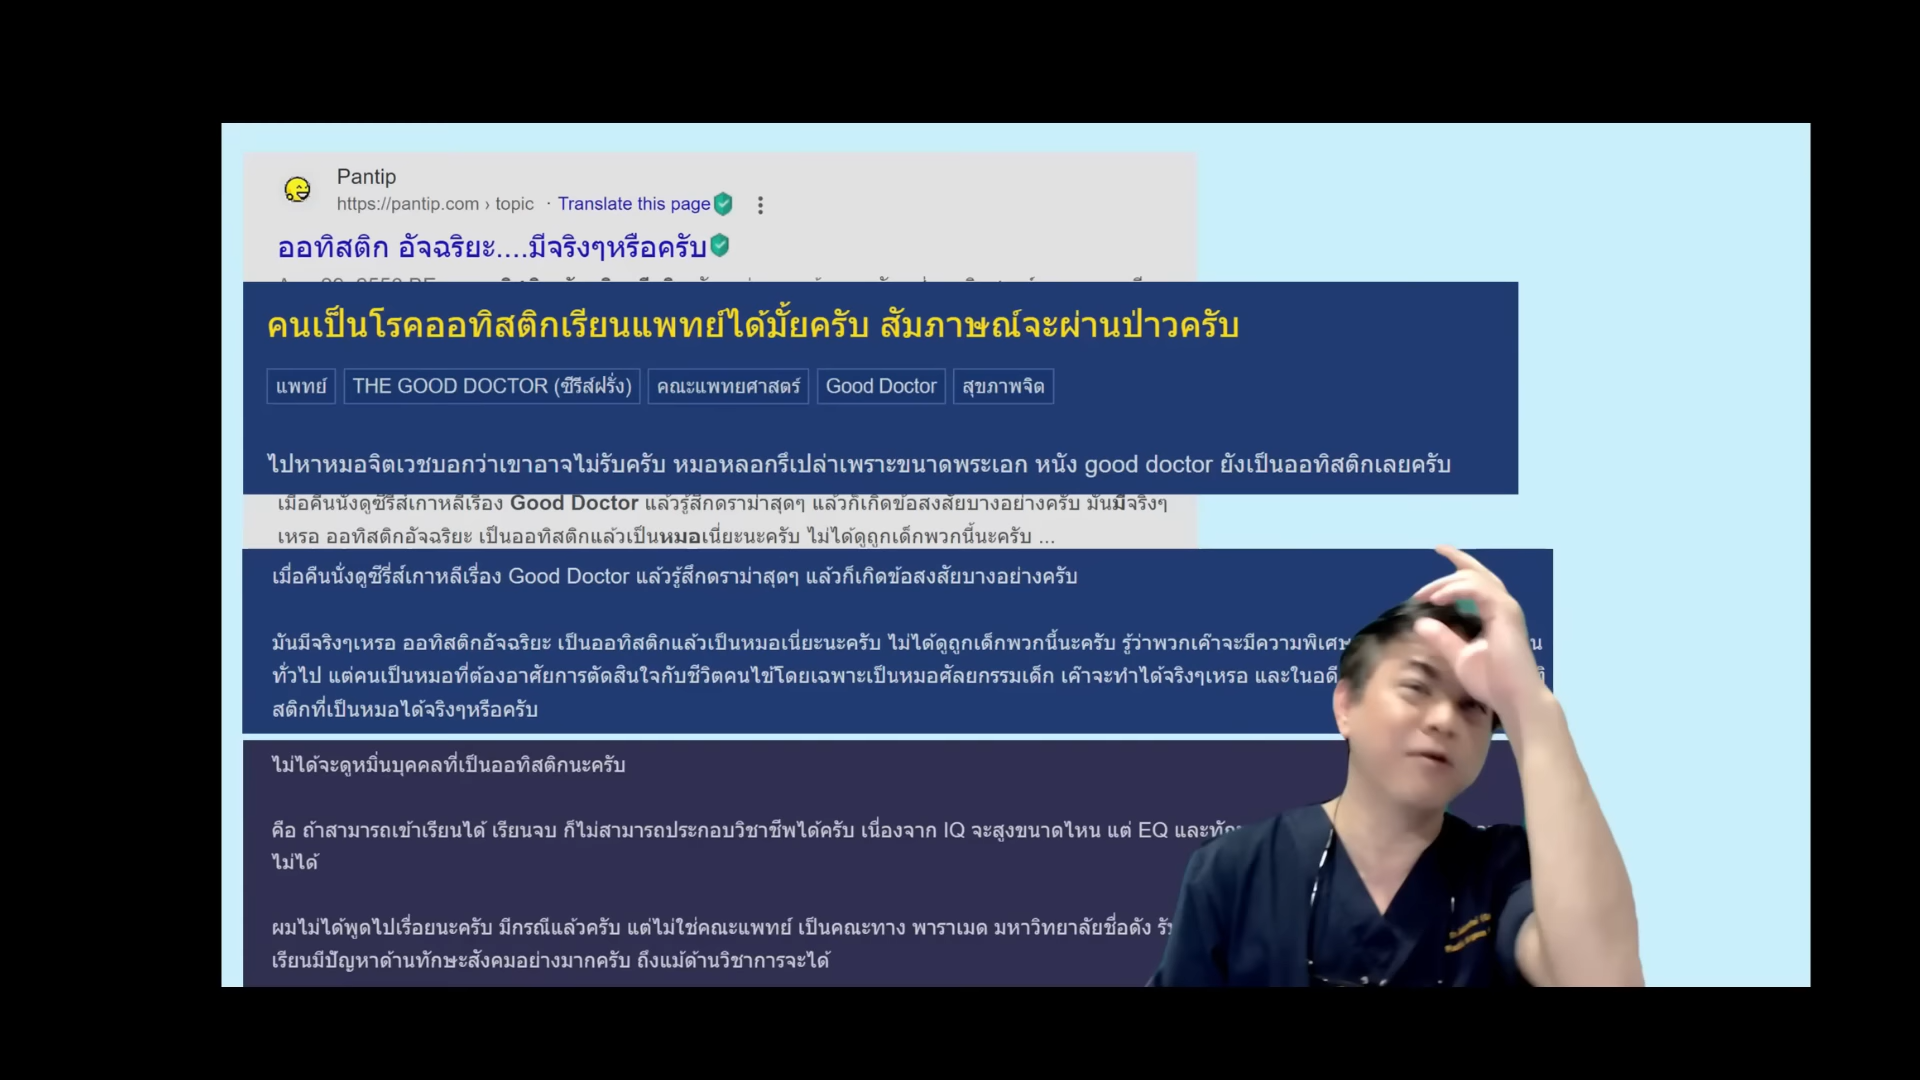 Pantip
https://pantip.com › topic · Translate this page
ออทิสติก อัจฉริยะ....มีจริงๆหรือครับ
คนเป็นโรคออทิสติกเรียนแพทย์ได้มั้ยครับ สัมภาษณ์จะผ่านป่าวครับ
แพทย์ THE GOOD DOCTOR (ซีรีส์ฝรั่ง) คณะแพทยศาสตร์ Good Doctor สุขภาพจิต
ไปหาหมอจิตเวชบอกว่าเขาอาจไม่รับครับ หมอหลอกรึเปล่าเพราะขนาดพระเอก หนัง good doctor ยังเป็นออทิสติกเลยครับ
เมื่อคืนนั่งดูซีรีส์เกาหลีเรื่อง Good Doctor แล้วรู้สึกดราม่าสุดๆ แล้วก็เกิดข้อสงสัยบางอย่างครับ มันมีจริงๆ
เหรอ ออทิสติกอัจฉริยะ เป็นออทิสติกแล้วเป็นหมอเนี่ยะนะครับ ไม่ได้ดูถูกเด็กพวกนี้นะครับ ...
เมื่อคืนนั่งดูซีรี่ส์เกาหลีเรื่อง Good Doctor แล้วรู้สึกดราม่าสุดๆ แล้วก็เกิดข้อสงสัยบางอย่างครับ
มันมีจริงๆเหรอ ออทิสติกอัจฉริยะ เป็นออทิสติกแล้วเป็นหมอเนี่ยะนะครับ ไม่ได้ดูถูกเด็กพวกนี้นะครับ รู้ว่าพวกเค้าจะมีความพิเศษ
ทั่วไป แต่คนเป็นหมอที่ต้องอาศัยการตัดสินใจกับชีวิตคนไข้โดยเฉพาะเป็นหมอศัลยกรรมเด็ก เค้าจะทำได้จริงๆเหรอ และในอดี
สติกที่เป็นหมอได้จริงๆหรือครับ
ไม่ได้จะดูหมิ่นบุคคลที่เป็นออทิสติกนะครับ
คือ ถ้าสามารถเข้าเรียนได้ เรียนจบ ก็ไม่สามารถประกอบวิชาชีพได้ครับ เนื่องจาก IQ จะสูงขนาดไหน แต่ EQ และ
ไม่ได้
ผมไม่ได้พูดไปเรื่อยนะครับ มีกรณีแล้วครับ แต่ไม่ใช่คณะแพทย์ เป็นคณะทาง พาราเมด มหาวิทยาลัยชื่อดัง
เรียนมีปัญหาด้านทักษะสังคมอย่างมากครับ ถึงแม้ด้านวิชาการจะได้